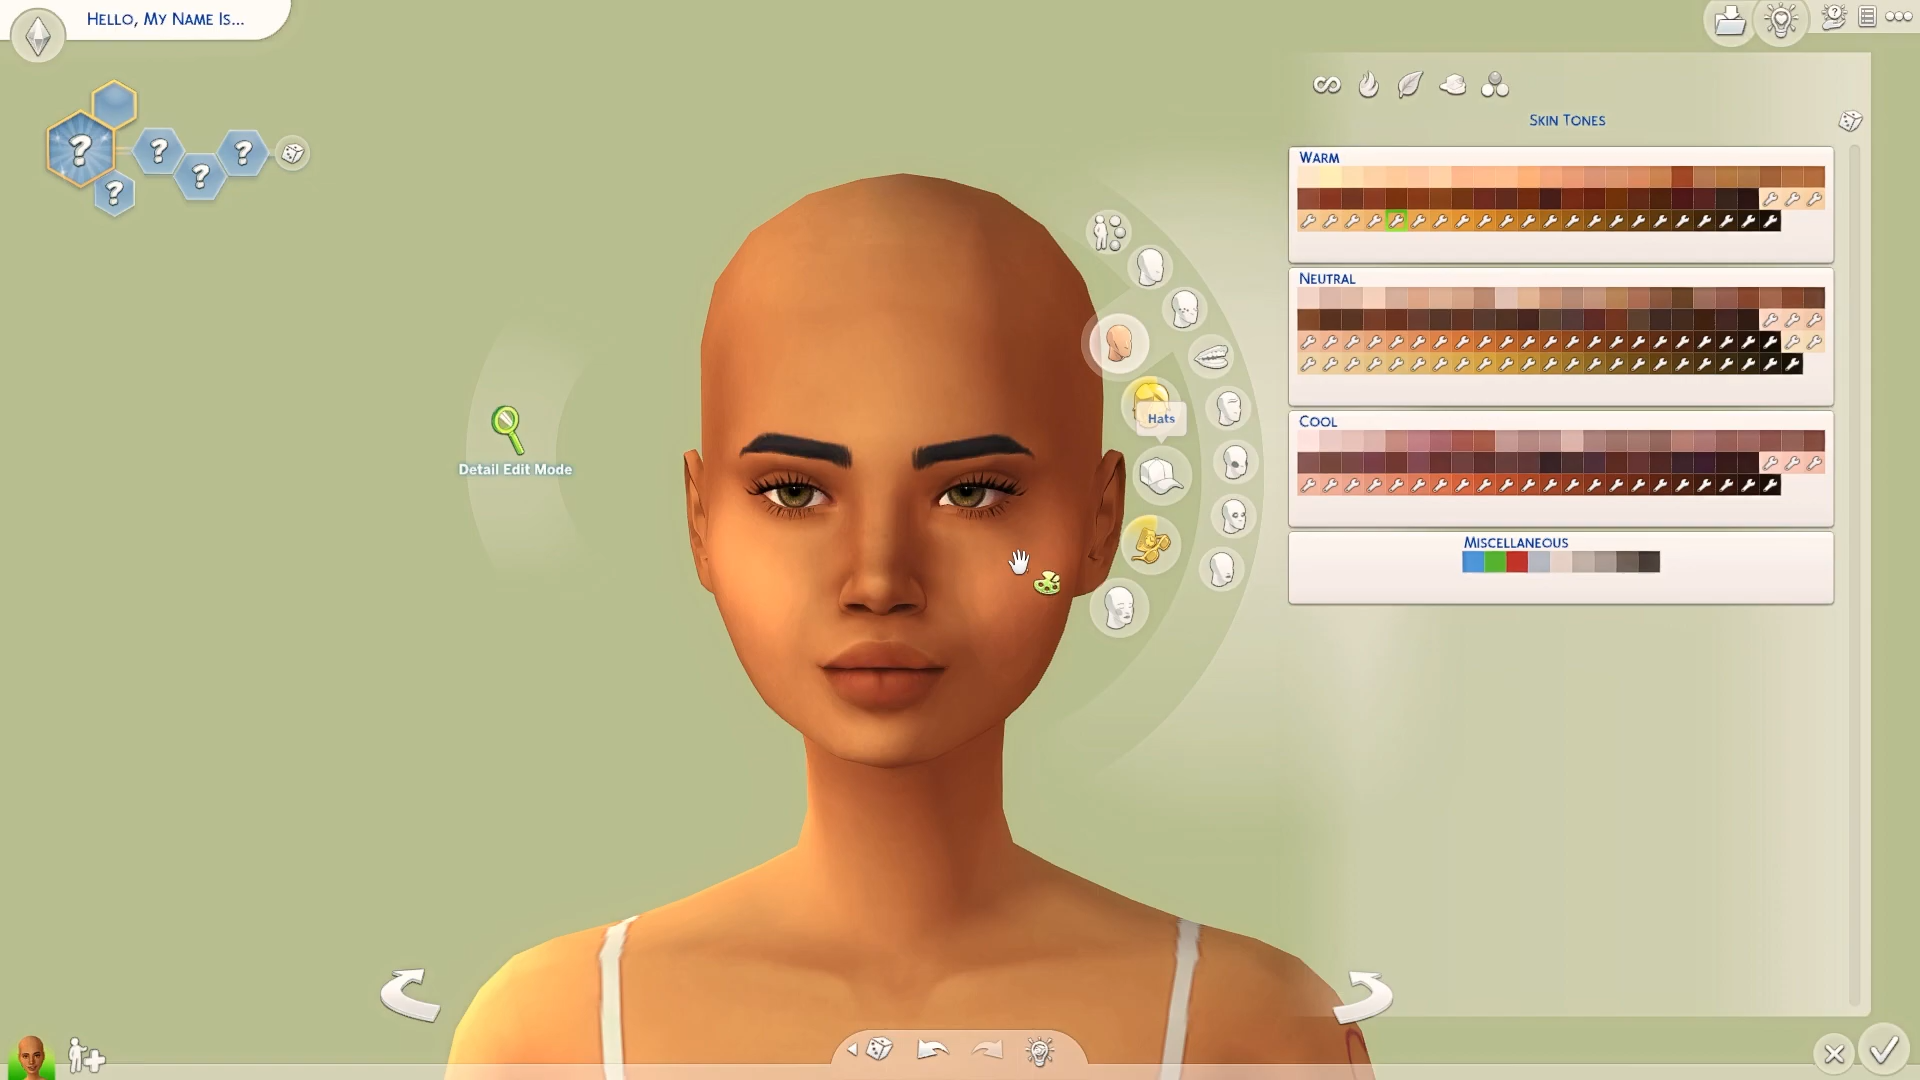 Hello, My Name Is...
Skin Tones
Warm
Neutral
Hats
Cool
Detail Edit Mode
Miscellaneous